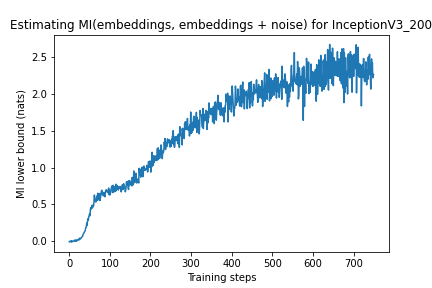 Estimating MI(embeddings, embeddings + noise) for InceptionV3_200
MI lower bound (nats)
2.5
2.0
1.5
1.0
0.5
0.0
0 100 200 300 400 500 600 700
Training steps